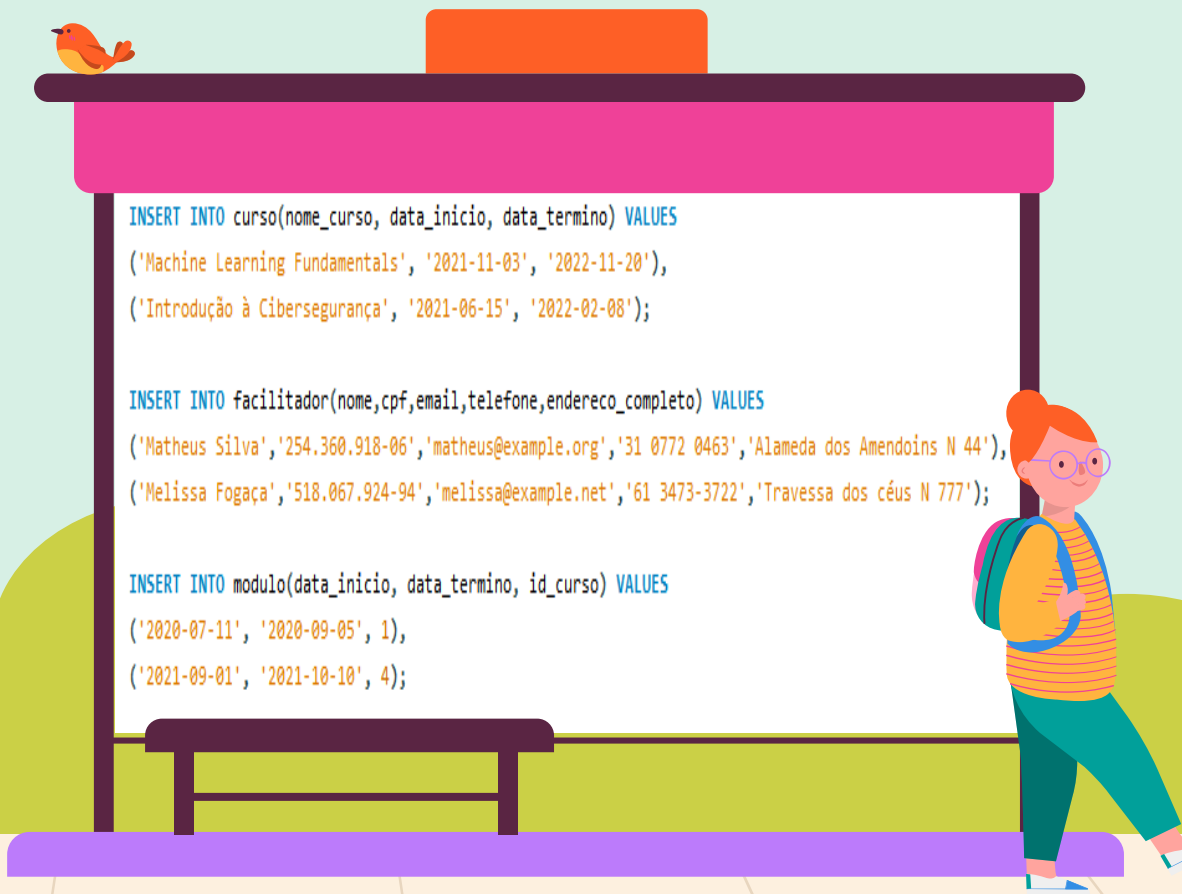 INSERT INTO curso(nome_curso, data_inicio, data_termino) VALUES
('Machine Learning Fundamentals', '2021-11-03', '2022-11-20'),
('Introdução à Cibersegurança', '2021-06-15', '2022-02-08');
INSERT INTO facilitador(nome,cpf,email,telefone,endereco_completo) VALUES
('Matheus Silva','254.360.918-06','matheus@example.org','31 0772 0463','Alameda dos Amendoins N 44'),
('Melissa Fogaça','518.067.924-94','melissa@example.net','61 3473-3722','Travessa dos céus N 777');
INSERT INTO modulo(data_inicio, data_termino, id_curso) VALUES
('2020-07-11', '2020-09-05', 1),
('2021-09-01', '2021-10-10', 4);